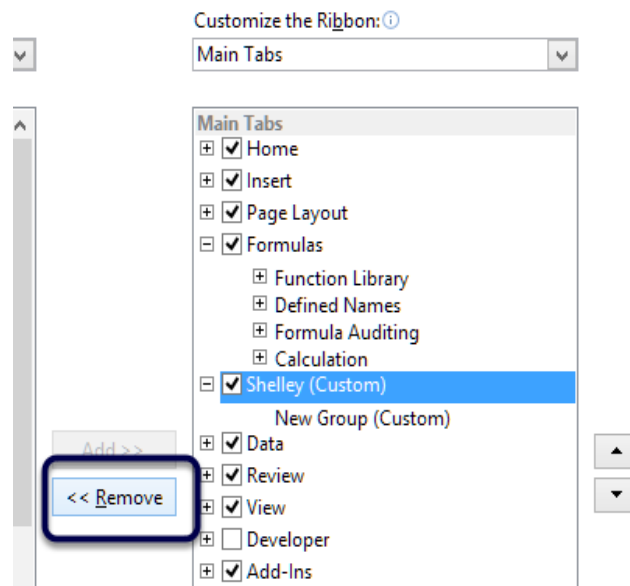 Customize the Ribbon:
Main Tabs
Main Tabs
Home
Insert
Page Layout
Formulas
Function Library
Defined Names
Formula Auditing
Calculation
Shelley (Custom)
New Group (Custom)
Add >>
Data
<< Remove
Review
View
Developer
Add-Ins